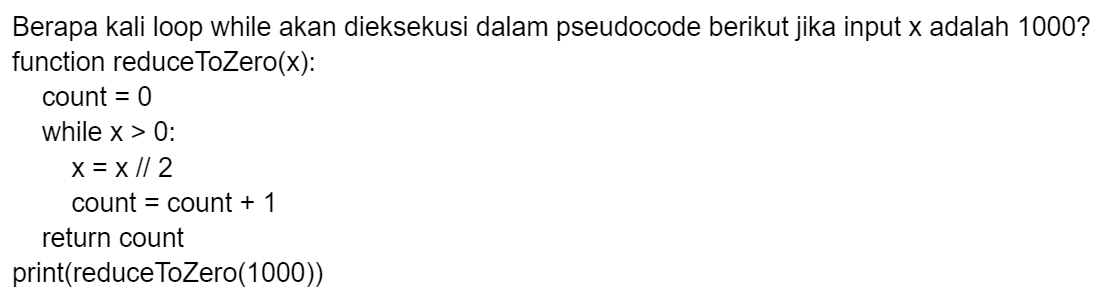 Berapa kali loop while akan dieksekusi dalam pseudocode berikut jika input x adalah 1000?
function reduceToZero(x):
count = 0
while x > 0:
x = x // 2
count = count + 1
return count
print(reduceToZero(1000))